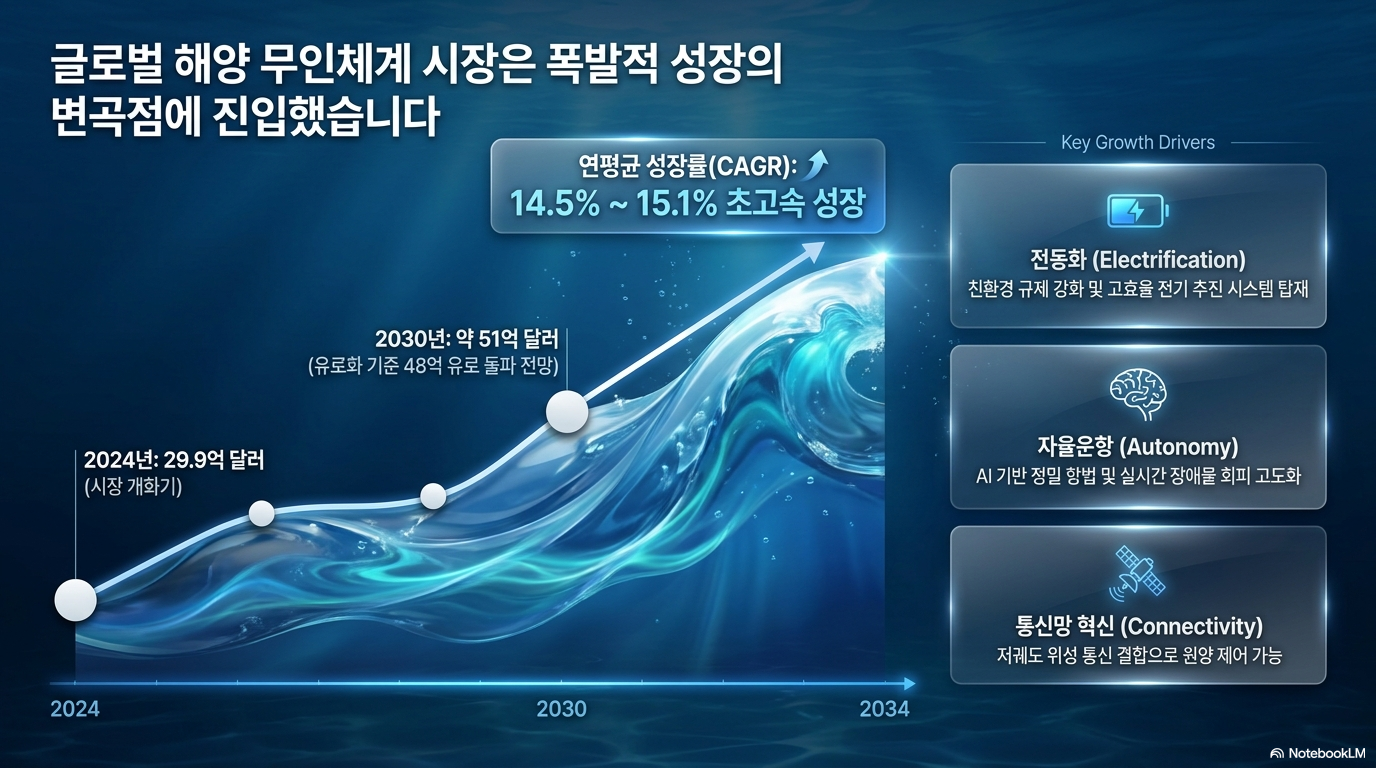 글로벌 해양 무인체계 시장은 폭발적 성장의
변곡점에 진입했습니다
연평균 성장률(CAGR):
14.5% ~ 15.1% 초고속 성장
2030년: 약 51억 달러
(유로화 기준 48억 유로 돌파 전망)
2024년: 29.9억 달러
(시장 개화기)
2024
2030
2034
Key Growth Drivers
전동화 (Electrification)
친환경 규제 강화 및 고효율 전기 추진 시스템 탑재
자율운항 (Autonomy)
AI 기반 정밀 항법 및 실시간 장애물 회피 고도화
통신망 혁신 (Connectivity)
저궤도 위성 통신 결합으로 원양 제어 가능
NotebookLM